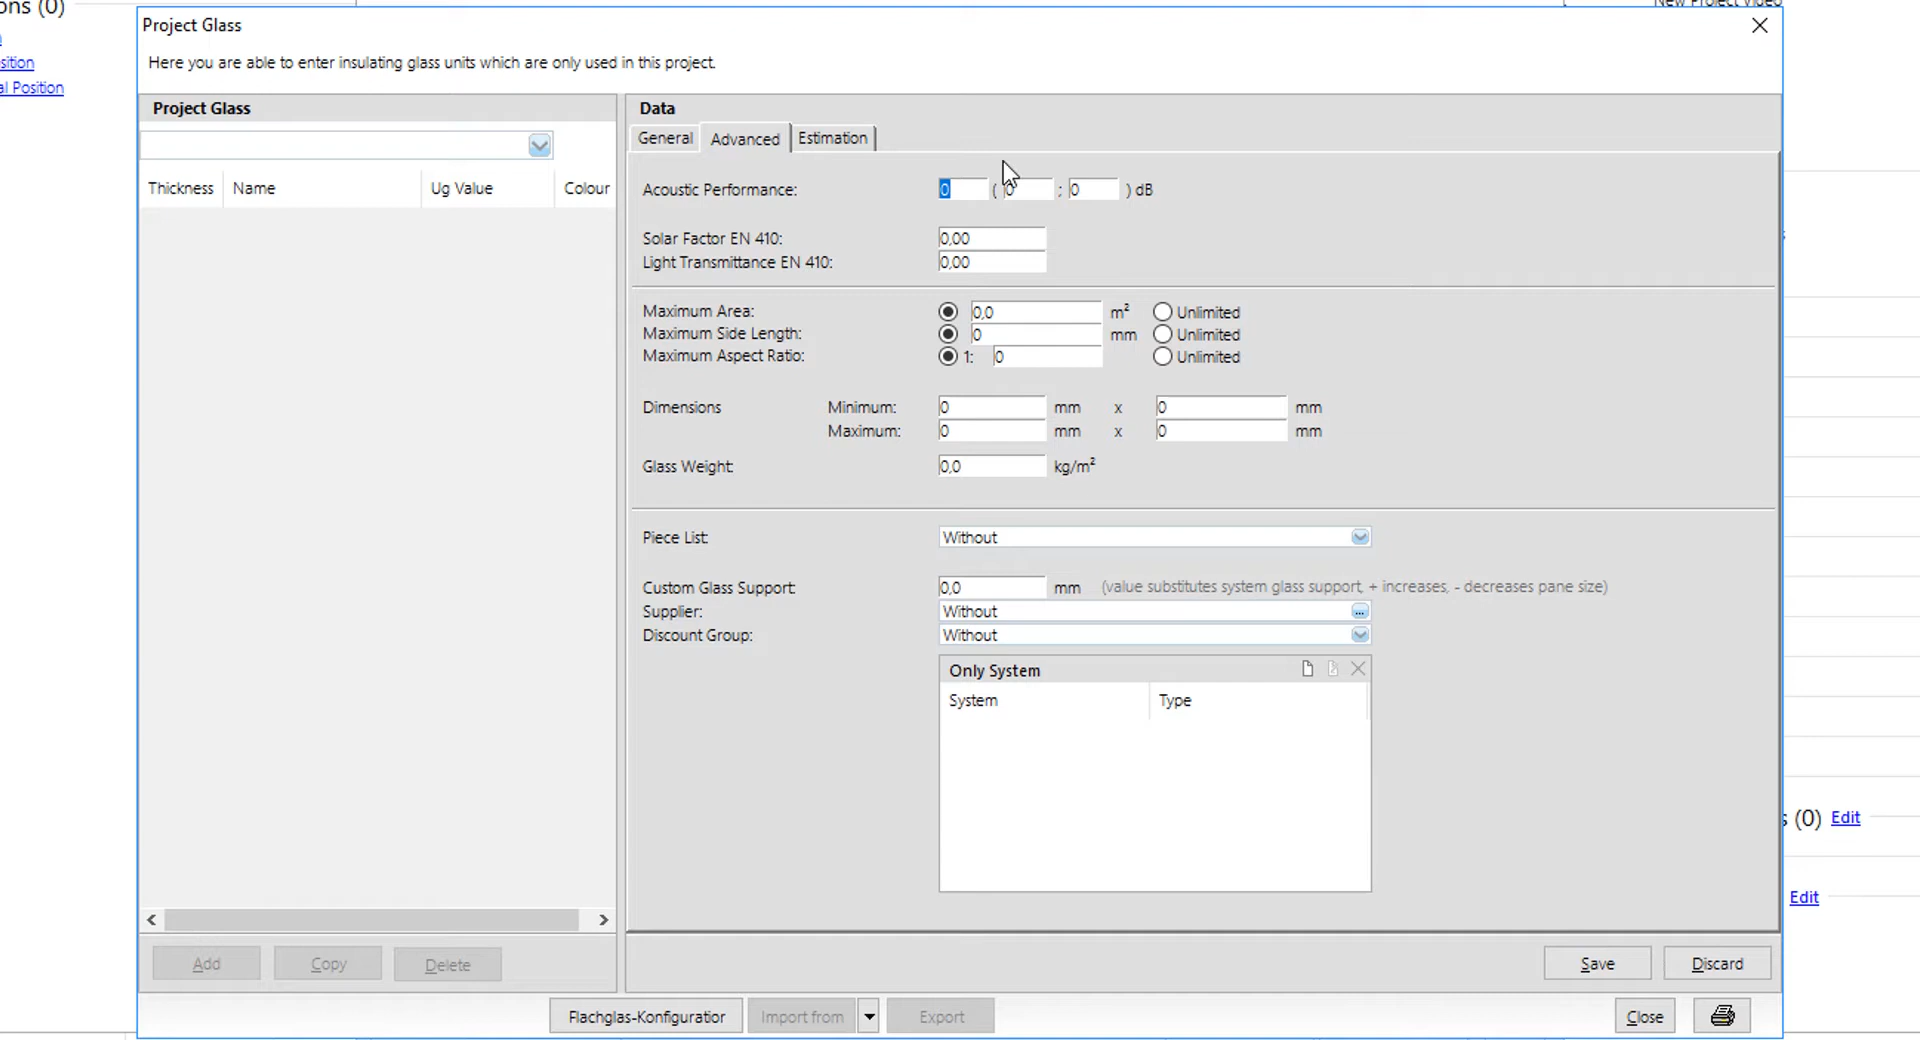 ons (0)
New Project Video
sition
al Position
Project Glass
Here you are able to enter insulating glass units which are only used in this project.
Project Glass
Thickness Name Ug Value Colour
Data
General Advanced Estimation
Acoustic Performance: 0 ( 0 ; 0 ) dB
Solar Factor EN 410: 0,00
Light Transmittance EN 410: 0,00
Maximum Area: 0,0 m² Unlimited
Maximum Side Length: 0 mm Unlimited
Maximum Aspect Ratio: 1: 0 Unlimited
Dimensions Minimum: 0 mm x 0 mm
Maximum: 0 mm x 0 mm
Glass Weight: 0,0 kg/m²
Piece List: Without
Custom Glass Support: 0,0 mm (value substitutes system glass support, + increases, - decreases pane size)
Supplier: Without ...
Discount Group: Without
Only System
System Type
s (0) Edit
Edit
Add Copy Delete
Save Discard
Flachglas-Konfiguration Import from Export Close